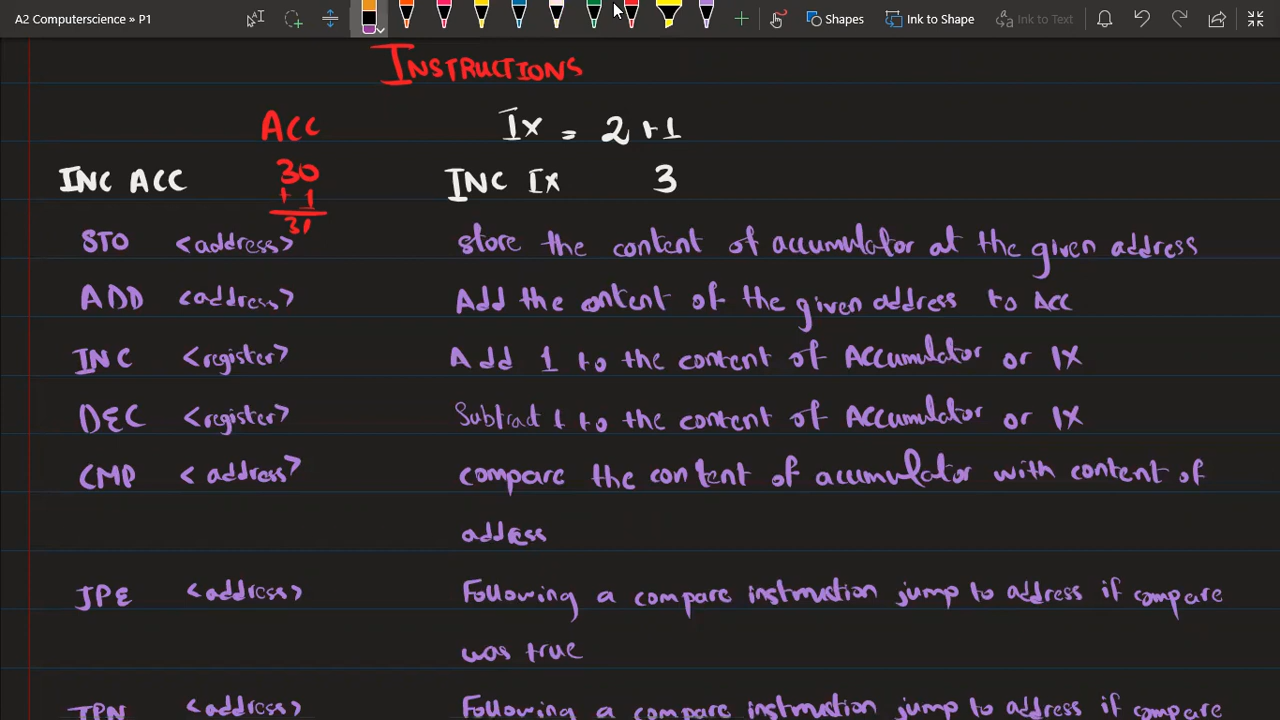 A2 Computerscience » P1
Shapes
Ink to Shape
Ink to Text
INSTRUCTIONS
ACC Ix = 2 +1
INC ACC 30 INC Ix 3
+ 1
31
STO <address> store the content of accumulator at the given address
ADD <address> Add the content of the given address to Acc
INC <register> Add 1 to the content of Accumulator or IX
DEC <register> Subtract 1 to the content of Accumulator or IX
CMP <address> compare the content of acumulator with content of
address
JPE <address> Following a compare instruction jump to address if compare
was true
JPN <address> Following a compare instruction jump to address if compare